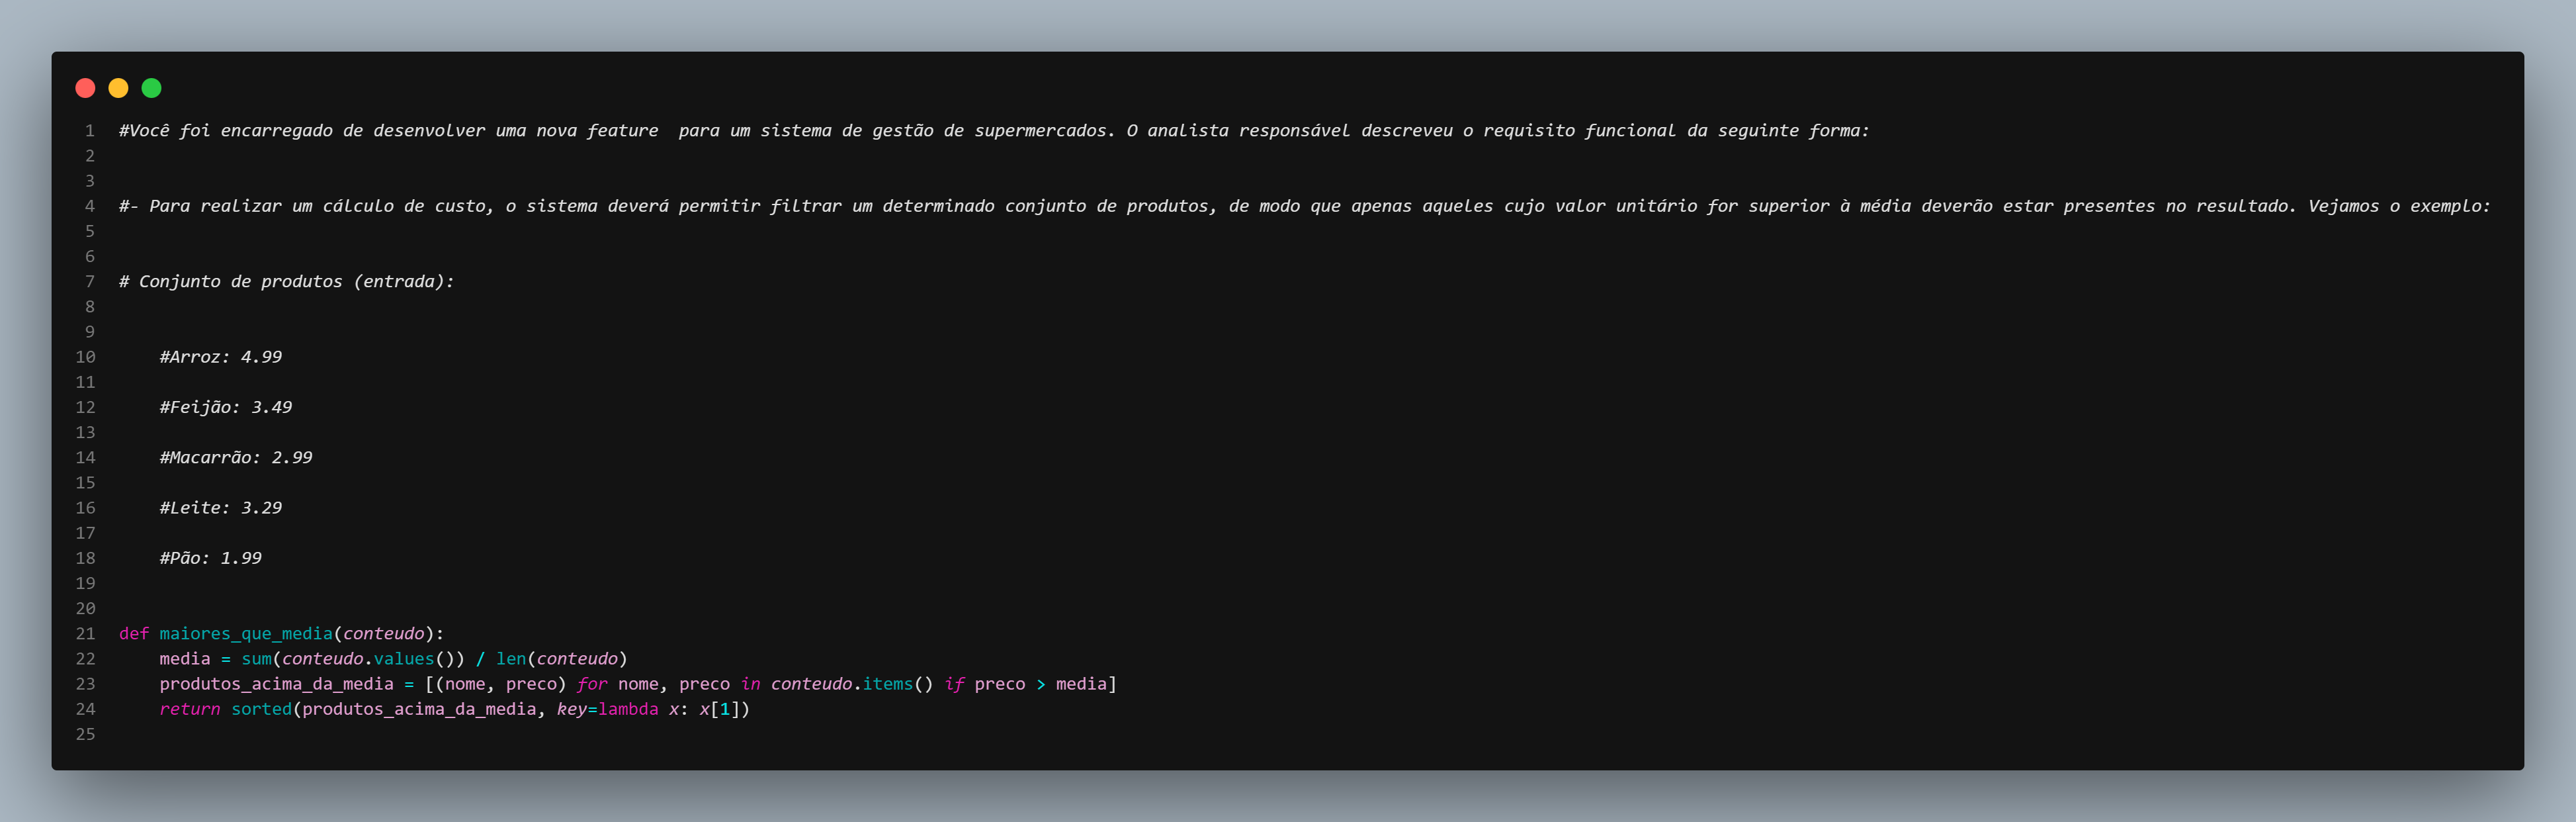 1 #Você foi encarregado de desenvolver uma nova feature  para um sistema de gestão de supermercados. O analista responsável descreveu o requisito funcional da seguinte forma:
2
3
4 #- Para realizar um cálculo de custo, o sistema deverá permitir filtrar um determinado conjunto de produtos, de modo que apenas aqueles cujo valor unitário for superior à média deverão estar presentes no resultado. Vejamos o exemplo:
5
6
7 # Conjunto de produtos (entrada):
8
9
10     #Arroz: 4.99
11
12     #Feijão: 3.49
13
14     #Macarrão: 2.99
15
16     #Leite: 3.29
17
18     #Pão: 1.99
19
20
21 def maiores_que_media(conteudo):
22     media = sum(conteudo.values()) / len(conteudo)
23     produtos_acima_da_media = [(nome, preco) for nome, preco in conteudo.items() if preco > media]
24     return sorted(produtos_acima_da_media, key=lambda x: x[1])
25